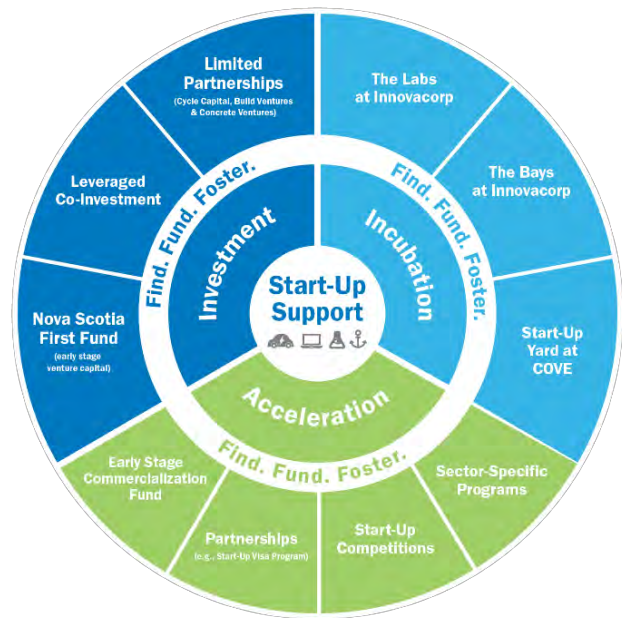 Start-Up
Support
Investment
Find. Fund. Foster.
Limited
Partnerships
(Cycle Capital, Build Ventures
& Concrete Ventures)
Leveraged
Co-Investment
Nova Scotia
First Fund
(early stage
venture capital)
Incubation
Find. Fund. Foster.
The Labs
at Innovacorp
The Bays
at Innovacorp
Start-Up
Yard at
COVE
Acceleration
Find. Fund. Foster.
Early Stage
Commercialization
Fund
Partnerships
(e.g., Start-Up Visa Program)
Start-Up
Competitions
Sector-Specific
Programs